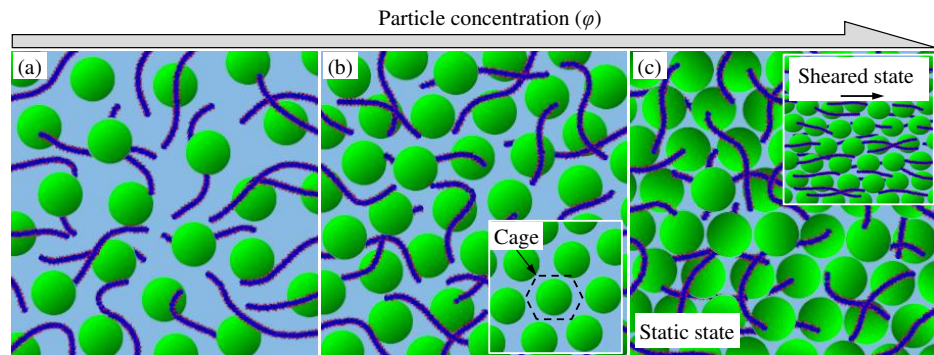 Particle concentration (φ)
(a)
(b)
(c)
Sheared state
Cage
Static state